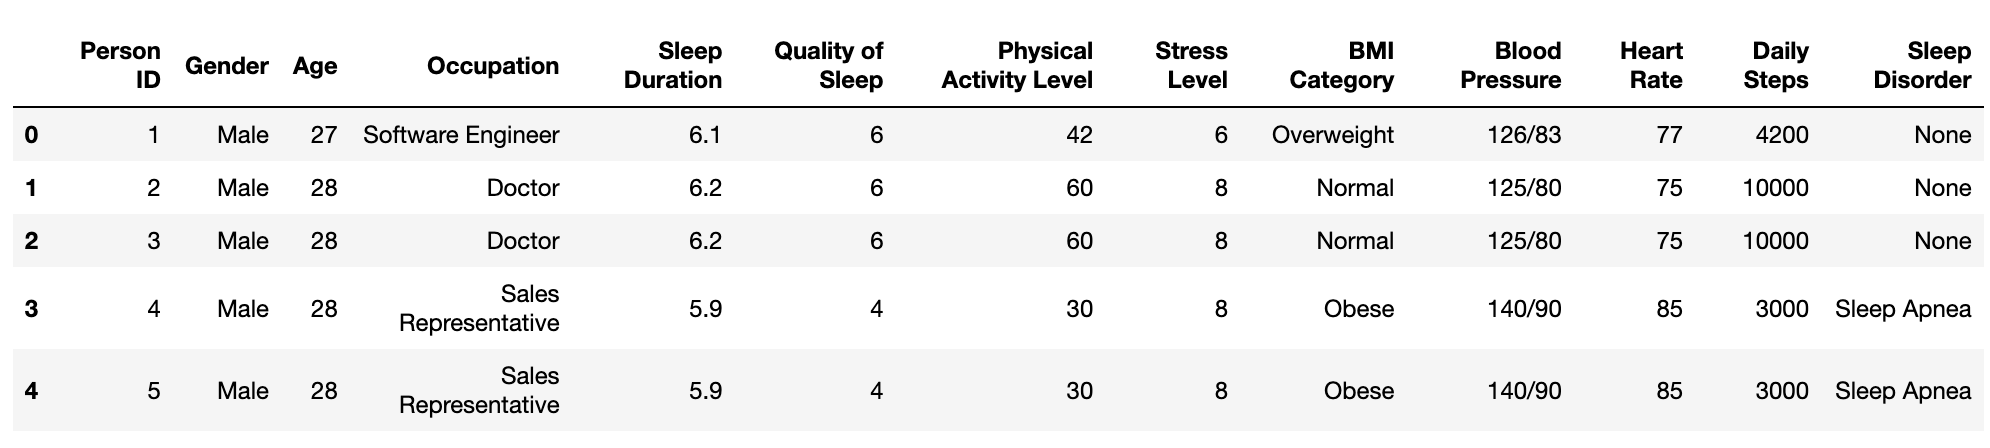 Person ID Gender Age Occupation Sleep Duration Quality of Sleep Physical Activity Level Stress Level BMI Category Blood Pressure Heart Rate Daily Steps Sleep Disorder
0 1 Male 27 Software Engineer 6.1 6 42 6 Overweight 126/83 77 4200 None
1 2 Male 28 Doctor 6.2 6 60 8 Normal 125/80 75 10000 None
2 3 Male 28 Doctor 6.2 6 60 8 Normal 125/80 75 10000 None
3 4 Male 28 Sales Representative 5.9 4 30 8 Obese 140/90 85 3000 Sleep Apnea
4 5 Male 28 Sales Representative 5.9 4 30 8 Obese 140/90 85 3000 Sleep Apnea